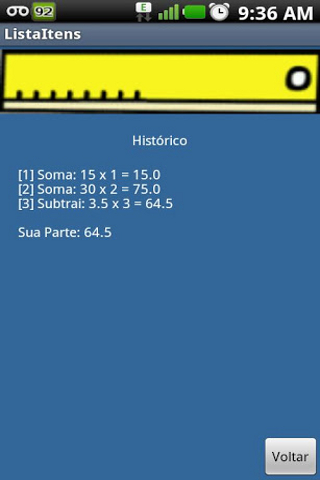 92
E
9:36 AM
ListaItens
0
Histórico
[1] Soma: 15 x 1 = 15.0
[2] Soma: 30 x 2 = 75.0
[3] Subtrai: 3.5 x 3 = 64.5
Sua Parte: 64.5
Voltar